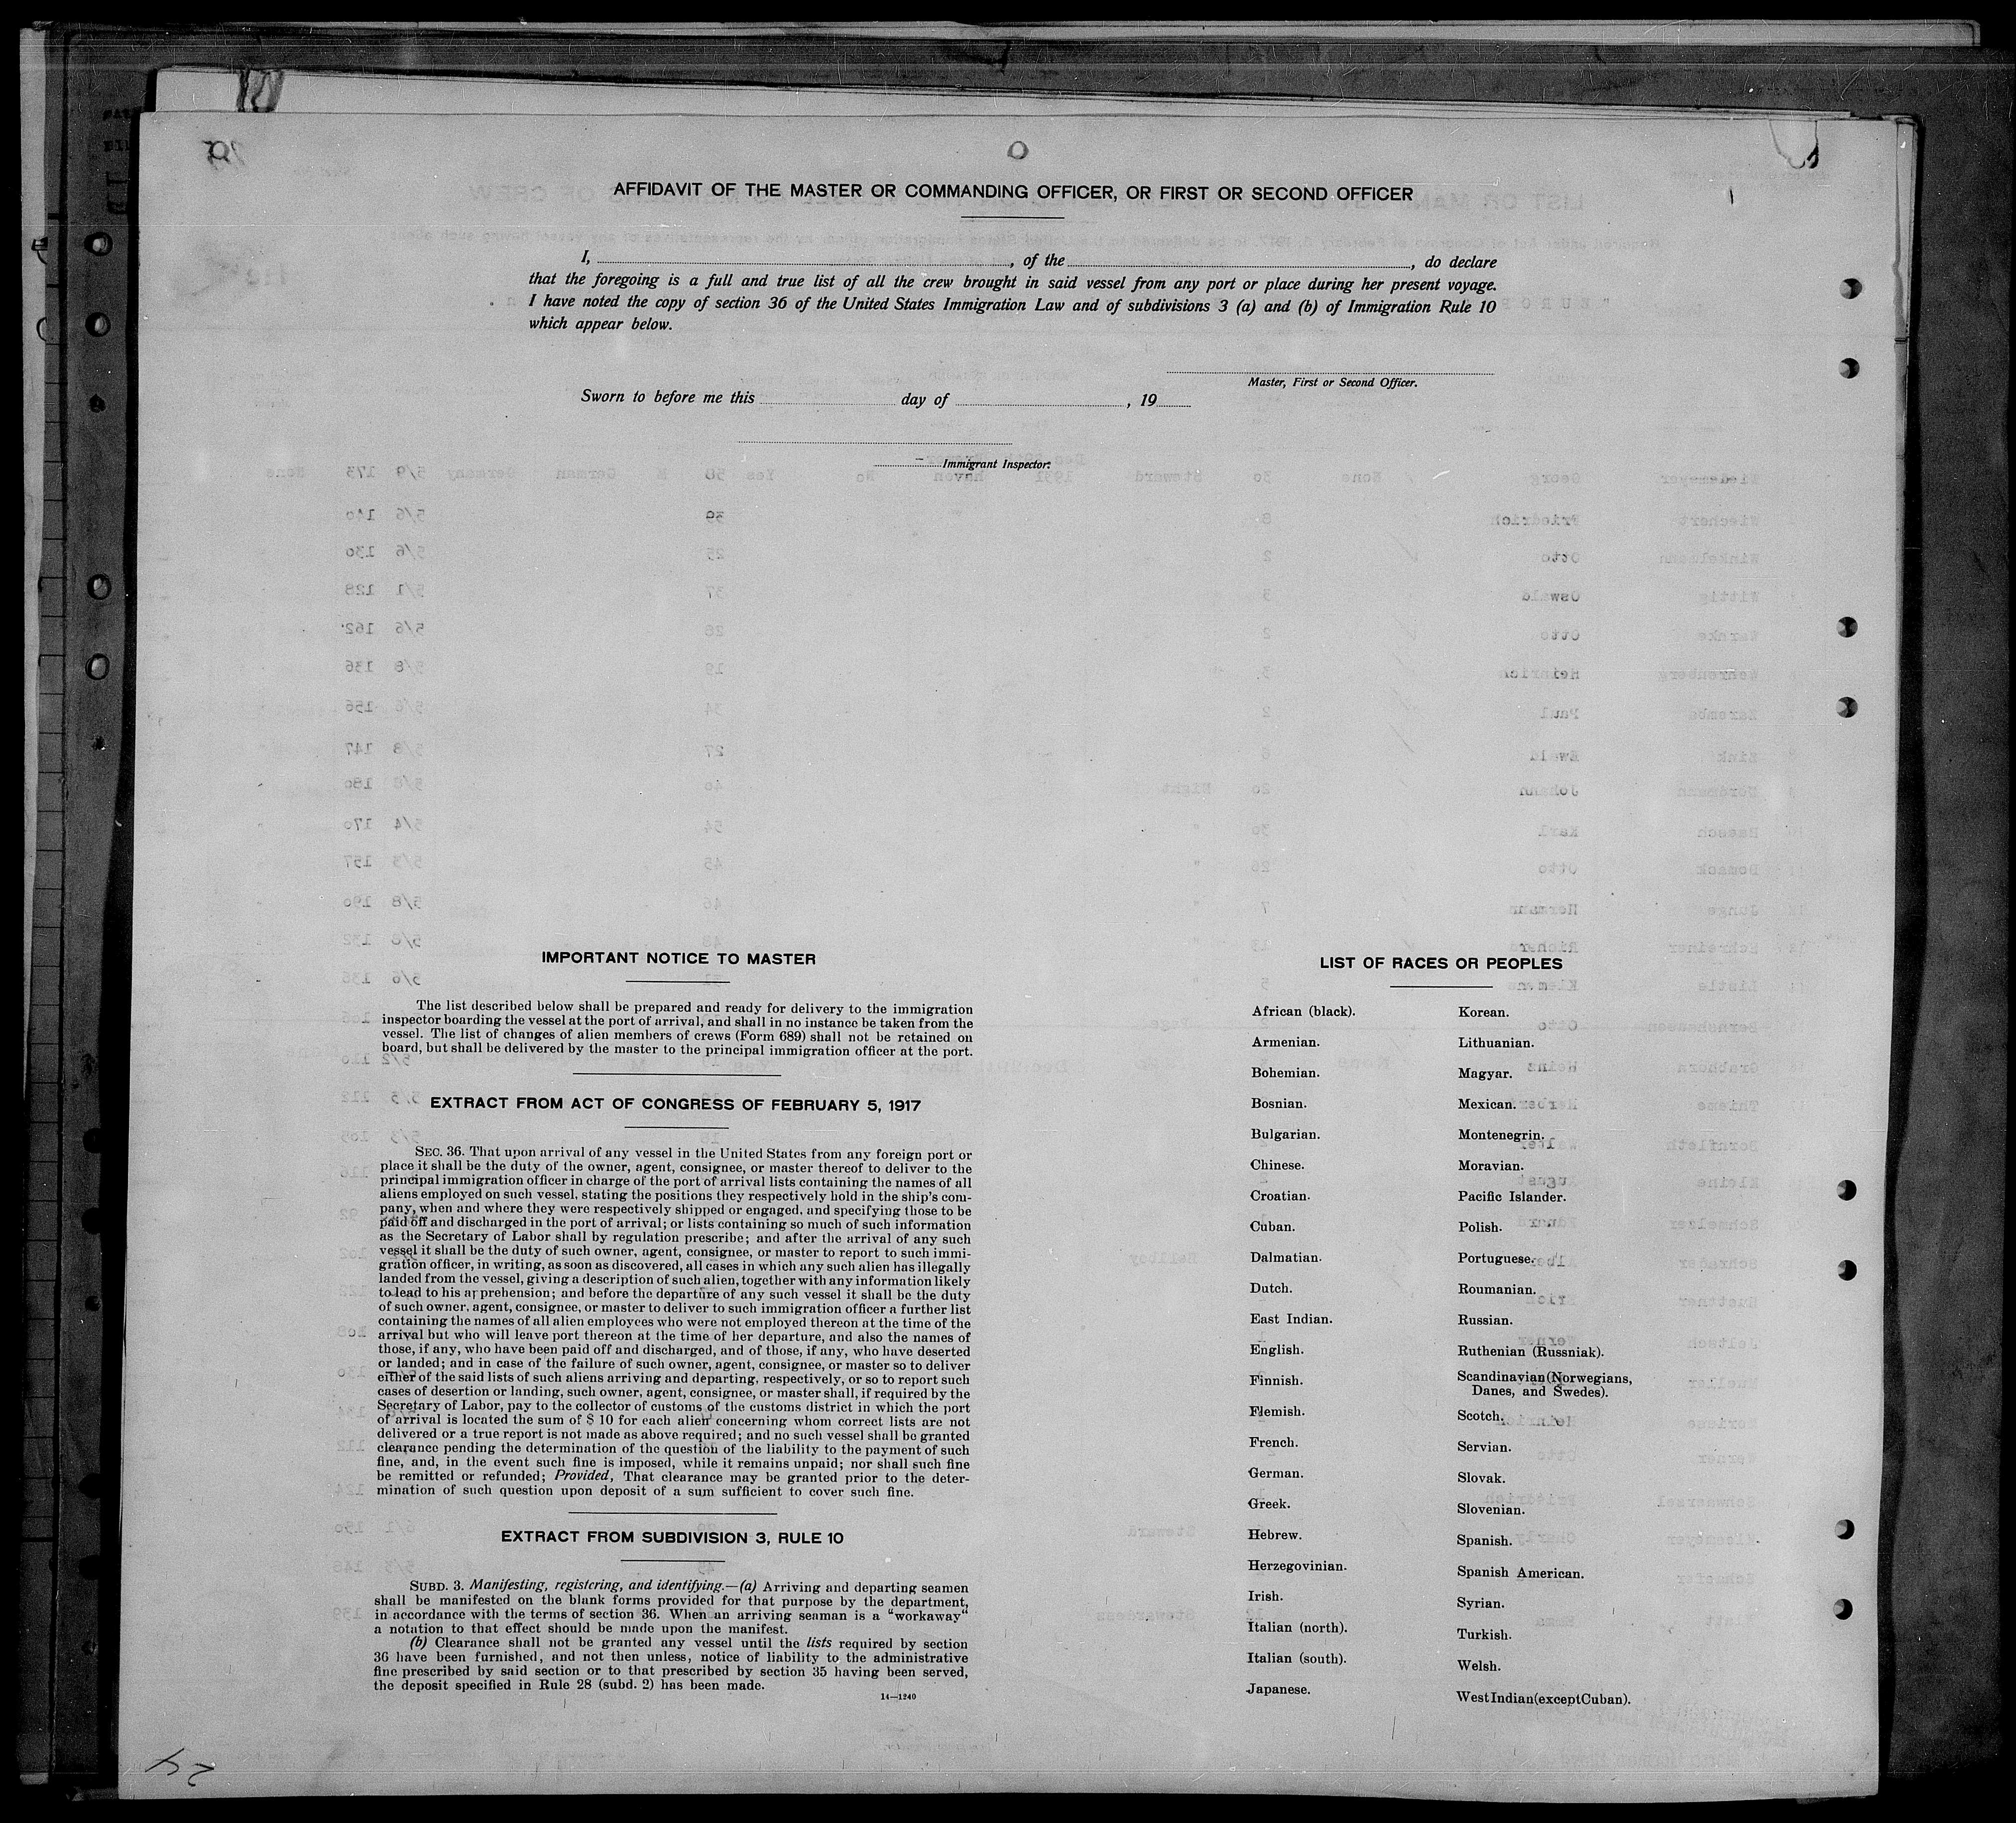 AFFIDAVIT OF THE MASTER OR COMMANDING OFFICER, OR FIRST OR SECOND OFFICER
I, , of the , do declare
that the foregoing is a full and true list of all the crew brought in said vessel from any port or place during her present voyage.
I have noted the copy of section 36 of the United States Immigration Law and of subdivisions 3 (a) and (b) of Immigration Rule 10
which appear below.
Master, First or Second Officer.
Sworn to before me this day of , 19
Immigrant Inspector.
IMPORTANT NOTICE TO MASTER
The list described below shall be prepared and ready for delivery to the immigration
inspector boarding the vessel at the port of arrival, and shall in no instance be taken from the
vessel. The list of changes of alien members of crews (Form 689) shall not be retained on
board, but shall be delivered by the master to the principal immigration officer at the port.
EXTRACT FROM ACT OF CONGRESS OF FEBRUARY 5, 1917
SEC. 36. That upon arrival of any vessel in the United States from any foreign port or
place it shall be the duty of the owner, agent, consignee, or master thereof to deliver to the
principal immigration officer in charge of the port of arrival lists containing the names of all
aliens employed on such vessel, stating the positions they respectively hold in the ship's com-
pany, when and where they were respectively shipped or engaged, and specifying those to be
paid off and discharged in the port of arrival; or lists containing so much of such information
as the Secretary of Labor shall by regulation prescribe; and after the arrival of any such
vessel it shall be the duty of such owner, agent, consignee, or master to report to such immi-
gration officer, in writing, as soon as discovered, all cases in which any such alien has illegally
landed from the vessel, giving a description of such alien, together with any information likely
to lead to his apprehension; and before the departure of any such vessel it shall be the duty
of such owner, agent, consignee, or master to deliver to such immigration officer a further list
containing the names of all alien employees who were not employed thereon at the time of the
arrival but who will leave port thereon at the time of her departure, and also the names of
those, if any, who have been paid off and discharged, and of those, if any, who have deserted
or landed; and in case of the failure of such owner, agent, consignee, or master so to deliver
either of the said lists of such aliens arriving and departing, respectively, or so to report such
cases of desertion or landing, such owner, agent, consignee, or master shall, if required by the
Secretary of Labor, pay to the collector of customs of the customs district in which the port
of arrival is located the sum of $ 10 for each alien concerning whom correct lists are not
delivered or a true report is not made as above required; and no such vessel shall be granted
clearance pending the determination of the question of the liability to the payment of such
fine, and, in the event such fine is imposed, while it remains unpaid; nor shall such fine
be remitted or refunded; Provided, That clearance may be granted prior to the deter-
mination of such question upon deposit of a sum sufficient to cover such fine.
EXTRACT FROM SUBDIVISION 3, RULE 10
SUBD. 3. Manifesting, registering, and identifying.—(a) Arriving and departing seamen
shall be manifested on the blank forms provided for that purpose by the department,
in accordance with the terms of section 36. When an arriving seaman is a "workaway"
a notation to that effect should be made upon the manifest.
(b) Clearance shall not be granted any vessel until the lists required by section
36 have been furnished, and not then unless, notice of liability to the administrative
fine prescribed by said section or to that prescribed by section 35 having been served,
the deposit specified in Rule 28 (subd. 2) has been made.
14—1240
LIST OF RACES OR PEOPLES
African (black).
Armenian.
Bohemian.
Bosnian.
Bulgarian.
Chinese.
Croatian.
Cuban.
Dalmatian.
Dutch.
East Indian.
English.
Finnish.
Flemish.
French.
German.
Greek.
Hebrew.
Herzegovinian.
Irish.
Italian (north).
Italian (south).
Japanese.
Korean.
Lithuanian.
Magyar.
Mexican.
Montenegrin.
Moravian.
Pacific Islander.
Polish.
Portuguese.
Roumanian.
Russian.
Ruthenian (Russniak).
Scandinavian (Norwegians,
Danes, and Swedes).
Scotch.
Servian.
Slovak.
Slovenian.
Spanish.
Spanish American.
Syrian.
Turkish.
Welsh.
West Indian (except Cuban).